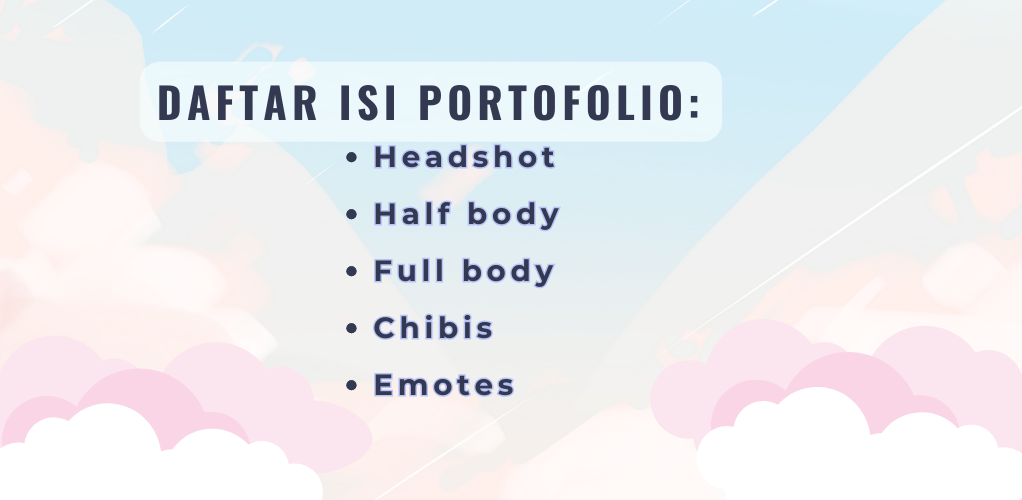 DAFTAR ISI PORTOFOLIO:
• Headshot
• Half body
• Full body
• Chibis
• Emotes